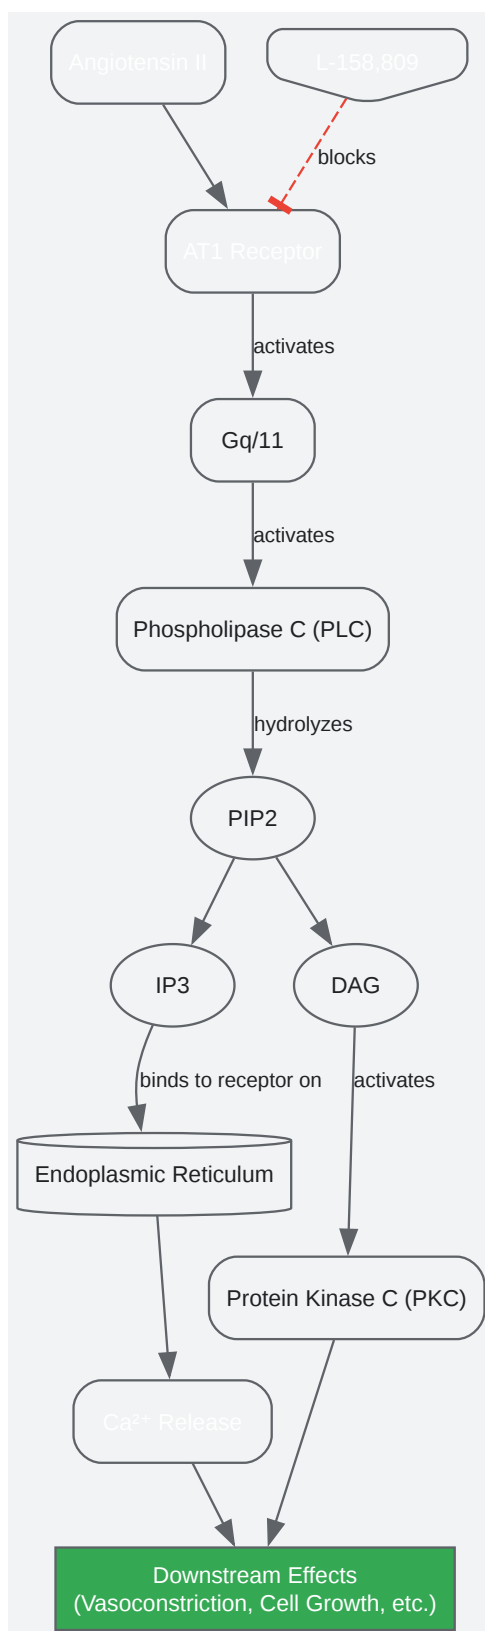 Angiotensin II
L-158,809
blocks
AT1 Receptor
activates
Gq/11
activates
Phospholipase C (PLC)
hydrolyzes
PIP2
IP3
DAG
binds to receptor on
activates
Endoplasmic Reticulum
Protein Kinase C (PKC)
Ca²⁺ Release
Downstream Effects
(Vasoconstriction, Cell Growth, etc.)